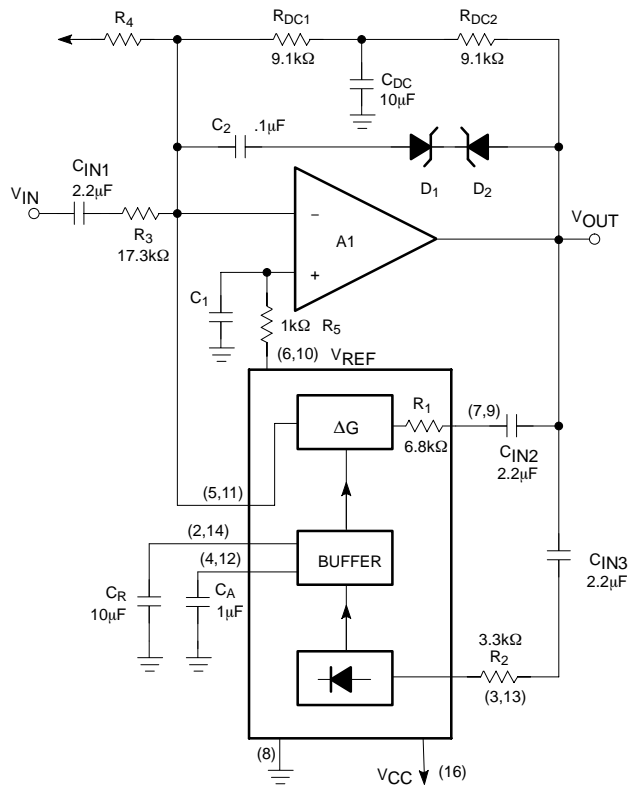 R4
RDC1
9.1kΩ
RDC2
9.1kΩ
CDC
10μF
C2
.1μF
D1
D2
CIN1
2.2μF
VIN
R3
17.3kΩ
−
A1
+
VOUT
C1
1kΩ R5
(6,10)
VREF
ΔG
R1
6.8kΩ
(7,9)
CIN2
2.2μF
(5,11)
(2,14)
(4,12)
BUFFER
CR
10μF
CA
1μF
CIN3
2.2μF
3.3kΩ
R2
(3,13)
(8)
VCC
(16)